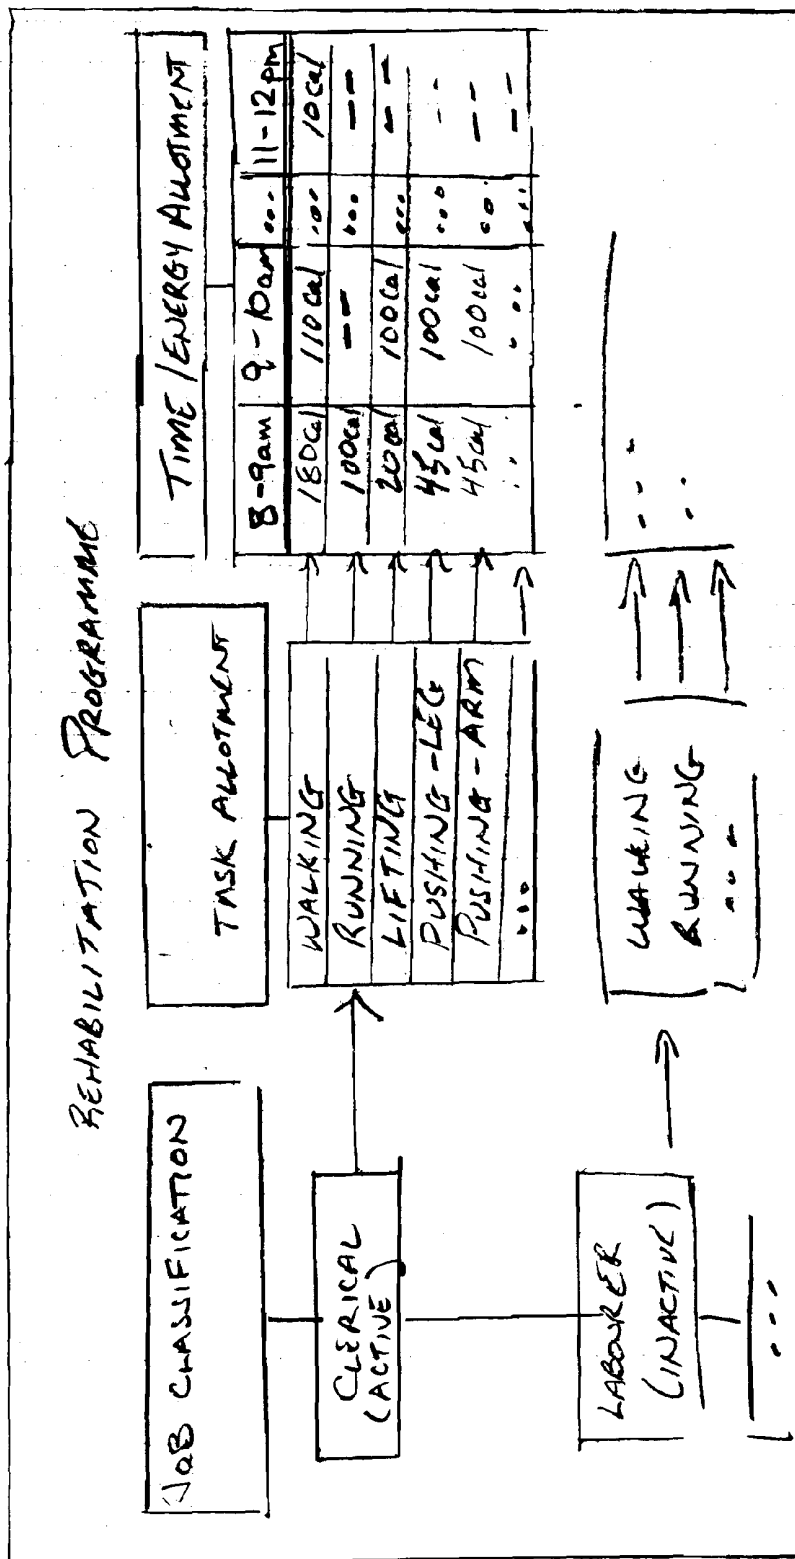 REHABILITATION PROGRAMME
JOB CLASSIFICATION
CLERICAL
(ACTIVE)
LABOURER
(INACTIVE)
...
TASK ALLOTMENT
WALKING
RUNNING
LIFTING
PUSHING-LEG
PUSHING-ARM
...
WALKING
RUNNING
...
TIME/ENERGY ALLOTMENT
8-9am 9-10am ... 11-12pm
180Cal 110Cal ... 10Cal
100Cal -- ... --
20Cal 100Cal ... --
45Cal 100Cal ... --
45Cal 100Cal ... --
... ... ... --
...
...